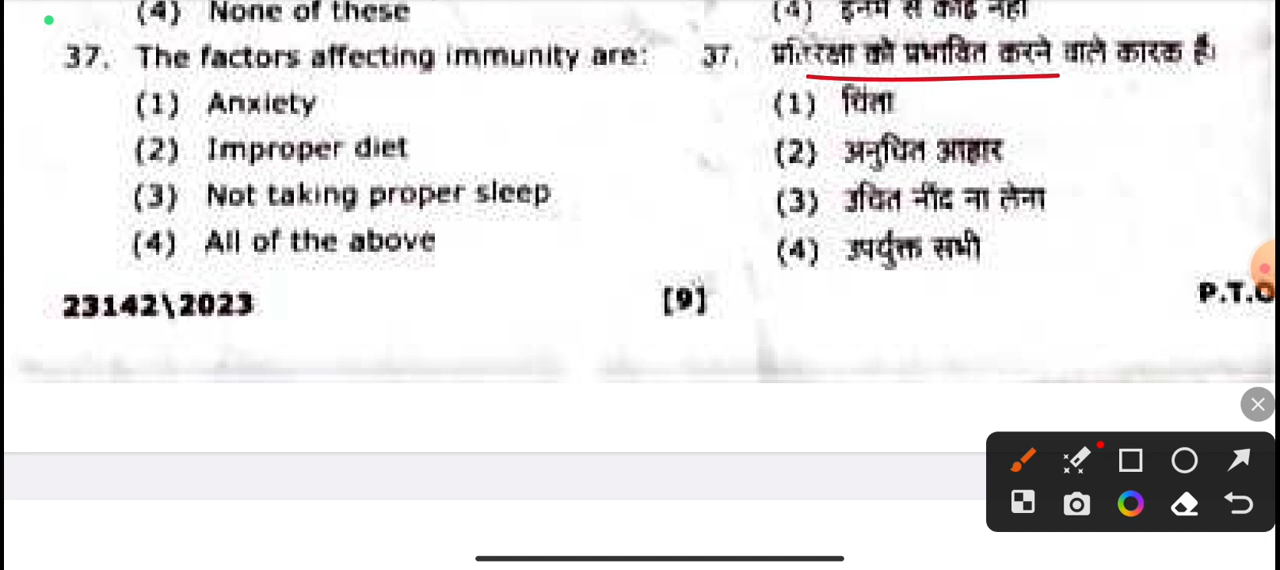 (4) None of these
37. The factors affecting immunity are:
(1) Anxiety
(2) Improper diet
(3) Not taking proper sleep
(4) All of the above
(4) इनमें से कोई नहीं
37. प्रतिरक्षा को प्रभावित करने वाले कारक हैं।
(1) चिंता
(2) अनुचित आहार
(3) उचित नींद ना लेना
(4) उपर्युक्त सभी
23142\2023 [9] P.T.O